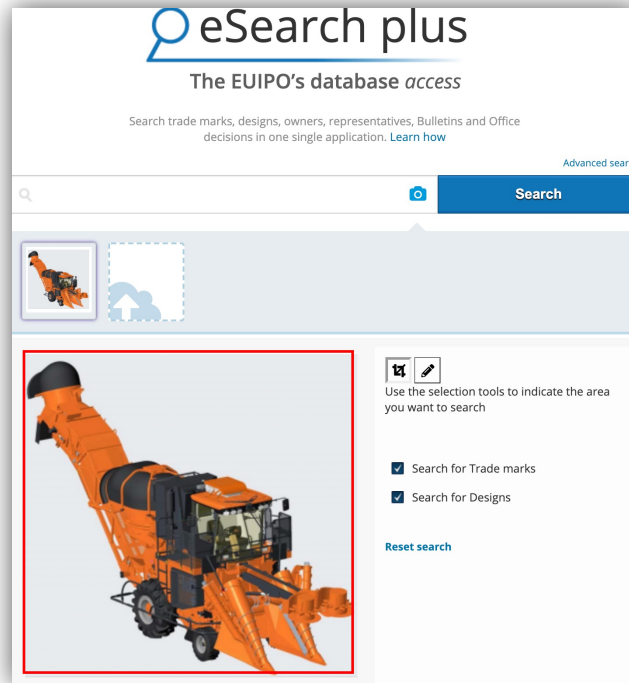 eSearch plus
The EUIPO's database access
Search trade marks, designs, owners, representatives, Bulletins and Office
decisions in one single application. Learn how
Advanced sear
Search
Use the selection tools to indicate the area
you want to search
Search for Trade marks
Search for Designs
Reset search